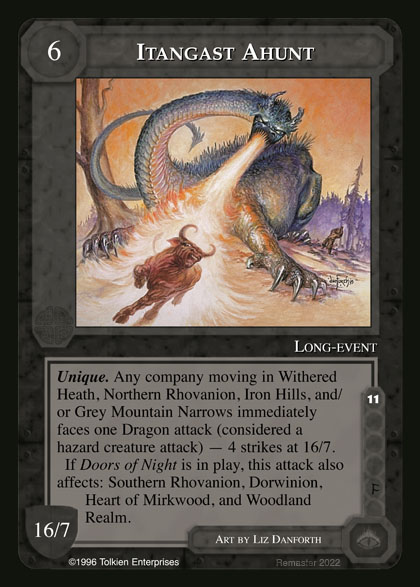 6
ITANGAST AHUNT
LONG-EVENT
Unique. Any company moving in Withered
Heath, Northern Rhovanion, Iron Hills, and/
or Grey Mountain Narrows immediately
faces one Dragon attack (considered a
hazard creature attack) — 4 strikes at 16/7.
If Doors of Night is in play, this attack also
affects: Southern Rhovanion, Dorwinion,
Heart of Mirkwood, and Woodland
Realm.
11
16/7
ART BY LIZ DANFORTH
©1996 Tolkien Enterprises
Remaster 2022